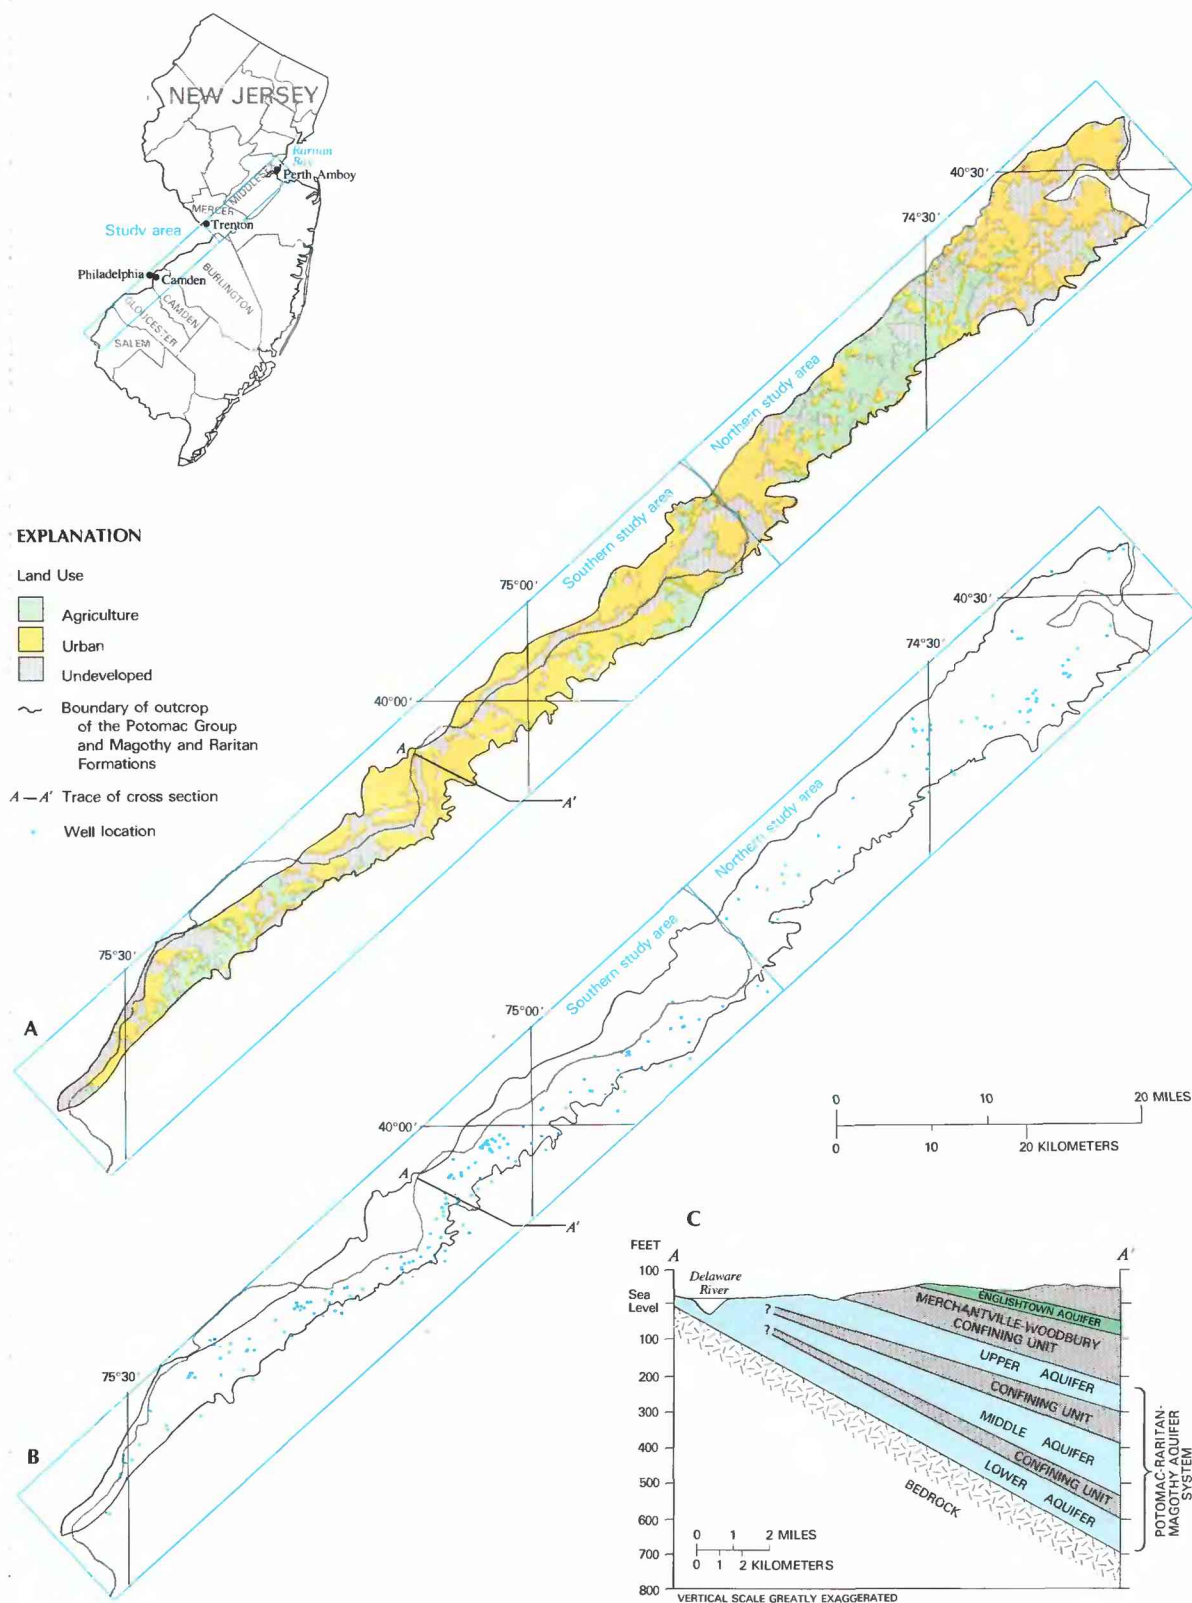 NEW JERSEY
Raritan
Bay
Perth Amboy
MIDDLESEX
MERCER
Trenton
Study area
Philadelphia
Camden
BURLINGTON
CAMDEN
GLOUCESTER
SALEM
40°30'
74°30'
Northern study area
Southern study area
75°00'
40°00'
A
A'
75°30'
A
EXPLANATION
Land Use
Agriculture
Urban
Undeveloped
Boundary of outcrop
of the Potomac Group
and Magothy and Raritan
Formations
A—A' Trace of cross section
Well location
40°30'
74°30'
Northern study area
Southern study area
75°00'
40°00'
A
A'
75°30'
B
0 10 20 MILES
0 10 20 KILOMETERS
C
FEET
A
A'
100
Sea
Level
100
200
300
400
500
600
700
800
Delaware
River
ENGLISHTOWN AQUIFER
MERCHANTVILLE-WOODBURY
CONFINING UNIT
UPPER AQUIFER
CONFINING UNIT
MIDDLE AQUIFER
CONFINING UNIT
LOWER AQUIFER
BEDROCK
?
?
POTOMAC-RARITAN-
MAGOTHY AQUIFER
SYSTEM
0 1 2 MILES
0 1 2 KILOMETERS
VERTICAL SCALE GREATLY EXAGGERATED